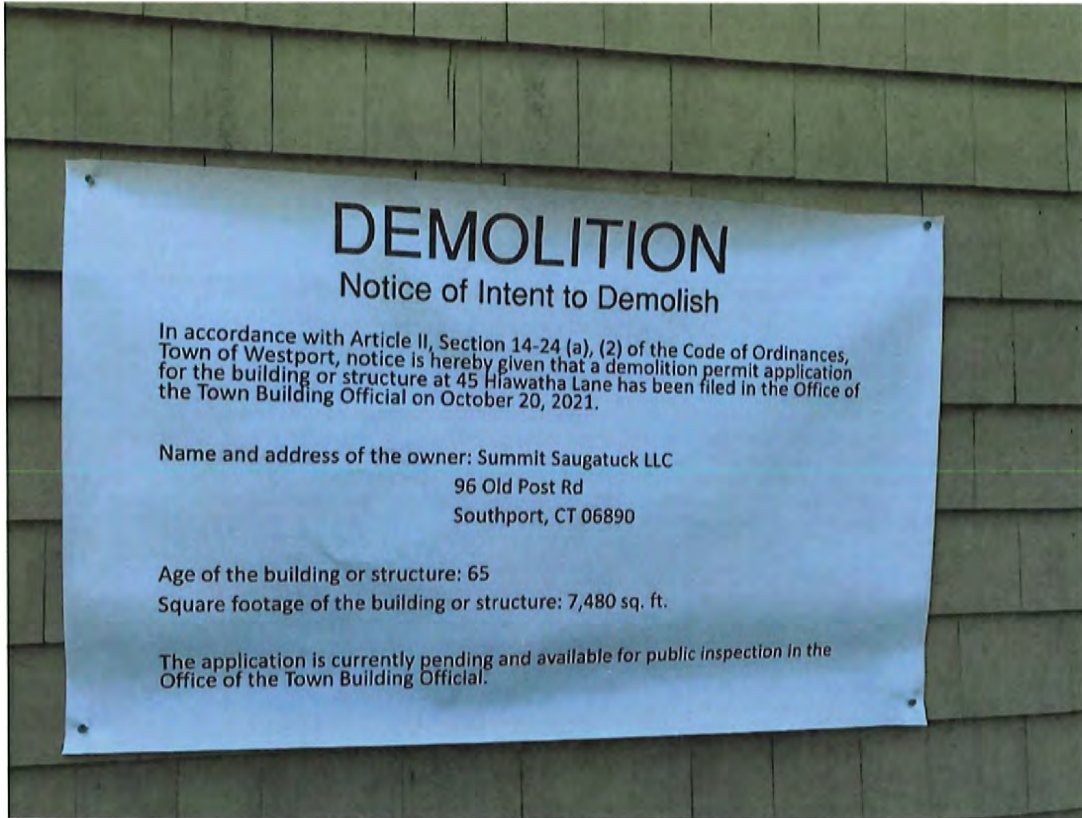 DEMOLITION
Notice of Intent to Demolish
In accordance with Article II, Section 14-24 (a), (2) of the Code of Ordinances,
Town of Westport, notice is hereby given that a demolition permit application
for the building or structure at 45 Hiawatha Lane has been filed in the Office of
the Town Building Official on October 20, 2021.
Name and address of the owner: Summit Saugatuck LLC
96 Old Post Rd
Southport, CT 06890
Age of the building or structure: 65
Square footage of the building or structure: 7,480 sq. ft.
The application is currently pending and available for public inspection in the
Office of the Town Building Official.